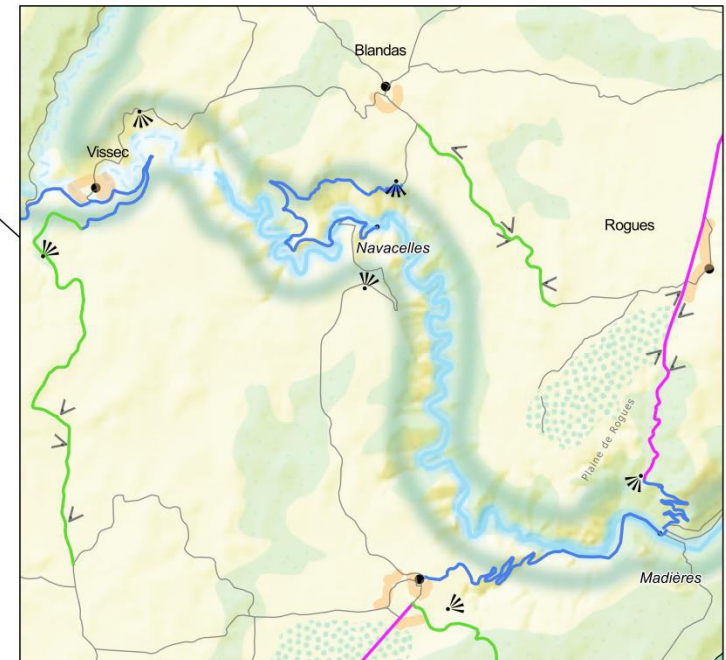 Blandas
Vissec
Rogues
Navacelles
Plaine de Rogues
Madières